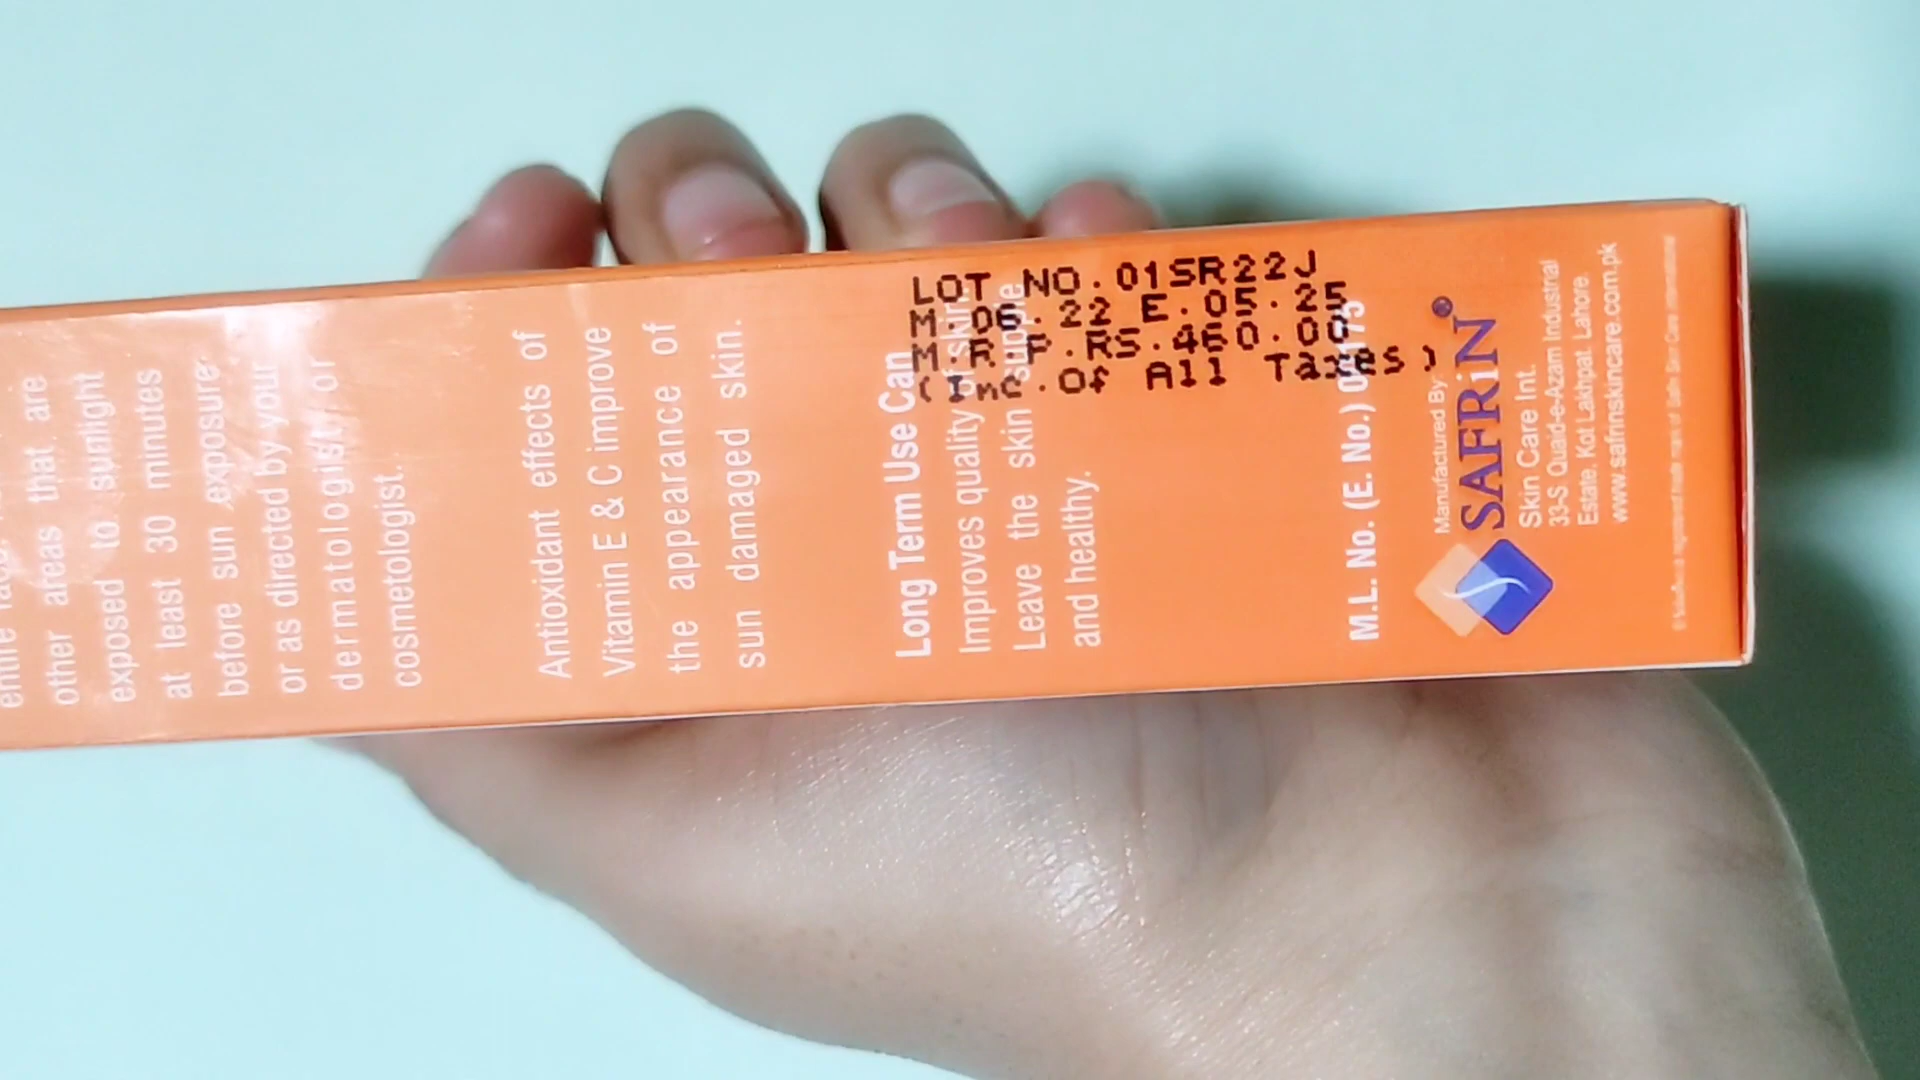 LOT NO.01SR22J
M.06.22 E.05.25
M.R.P.RS.460.00
(Inc.Of All Taxes)
other areas that are
exposed to sunlight
at least 30 minutes
before sun exposure
or as directed by your
dermatologist or
cosmetologist.
Antioxidant effects of
Vitamin E & C improve
the appearance of
sun damaged skin.
Long Term Use Can
Improves quality of skin.
Leave the skin supple
and healthy.
M.L. No. (E. No.)
Manufactured By:
SAFRiN®
Skin Care Int.
33-S Quaid-e-Azam Industrial
Estate, Kot Lakhpat, Lahore.
www.safrinskincare.com.pk